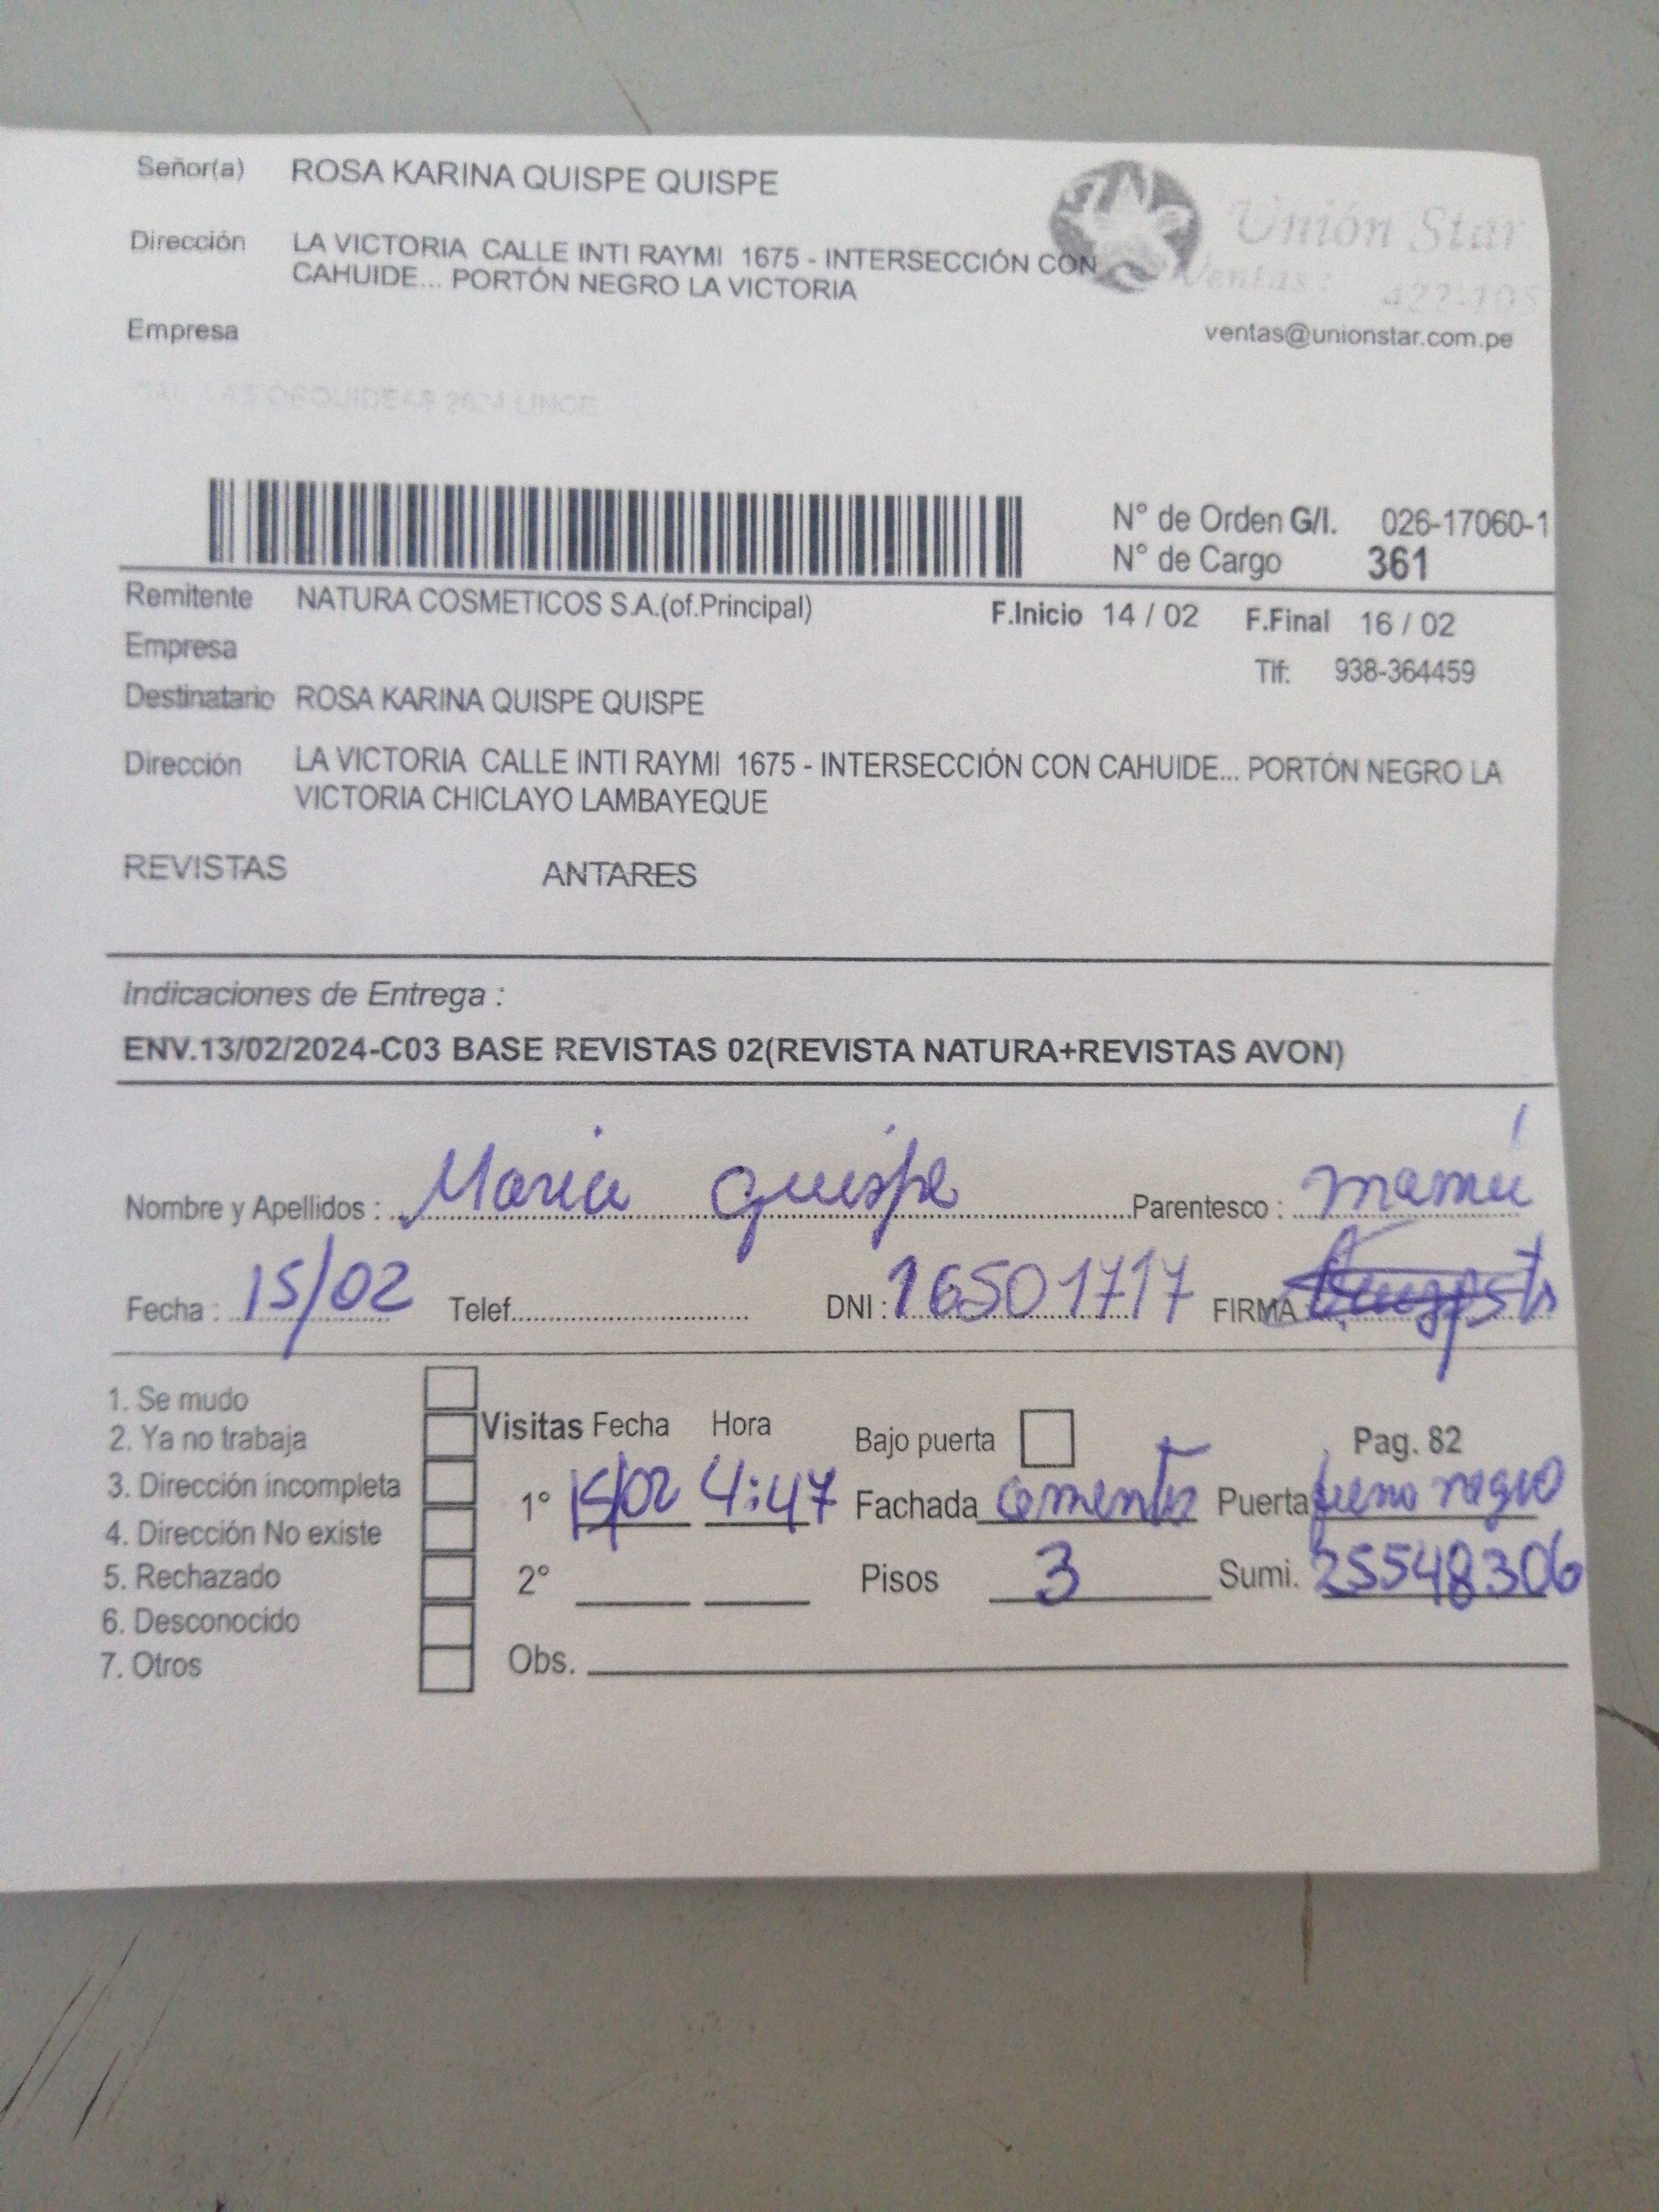 Señor(a) ROSA KARINA QUISPE QUISPE
Unión Star
Dirección LA VICTORIA CALLE INTI RAYMI 1675 - INTERSECCIÓN CON
CAHUIDE... PORTÓN NEGRO LA VICTORIA
Ventas: 422-105
Empresa
ventas@unionstar.com.pe
N° de Orden G/I. 026-17060-1
N° de Cargo 361
Remitente NATURA COSMETICOS S.A.(of.Principal) F.Inicio 14 / 02 F.Final 16 / 02
Empresa
Tlf: 938-364459
Destinatario ROSA KARINA QUISPE QUISPE
Dirección LA VICTORIA CALLE INTI RAYMI 1675 - INTERSECCIÓN CON CAHUIDE... PORTÓN NEGRO LA
VICTORIA CHICLAYO LAMBAYEQUE
REVISTAS ANTARES
Indicaciones de Entrega :
ENV.13/02/2024-C03 BASE REVISTAS 02(REVISTA NATURA+REVISTAS AVON)
Nombre y Apellidos : Maria quispe Parentesco : mamá
Fecha : 15/02 Telef. DNI : 16501717 FIRMA
1. Se mudo
2. Ya no trabaja
3. Dirección incompleta
4. Dirección No existe
5. Rechazado
6. Desconocido
7. Otros
Visitas Fecha Hora Bajo puerta Pag. 82
1° 15/02 4:47 Fachada cemento Puerta fierro negro
2° Pisos 3 Sumi. 25548306
Obs.